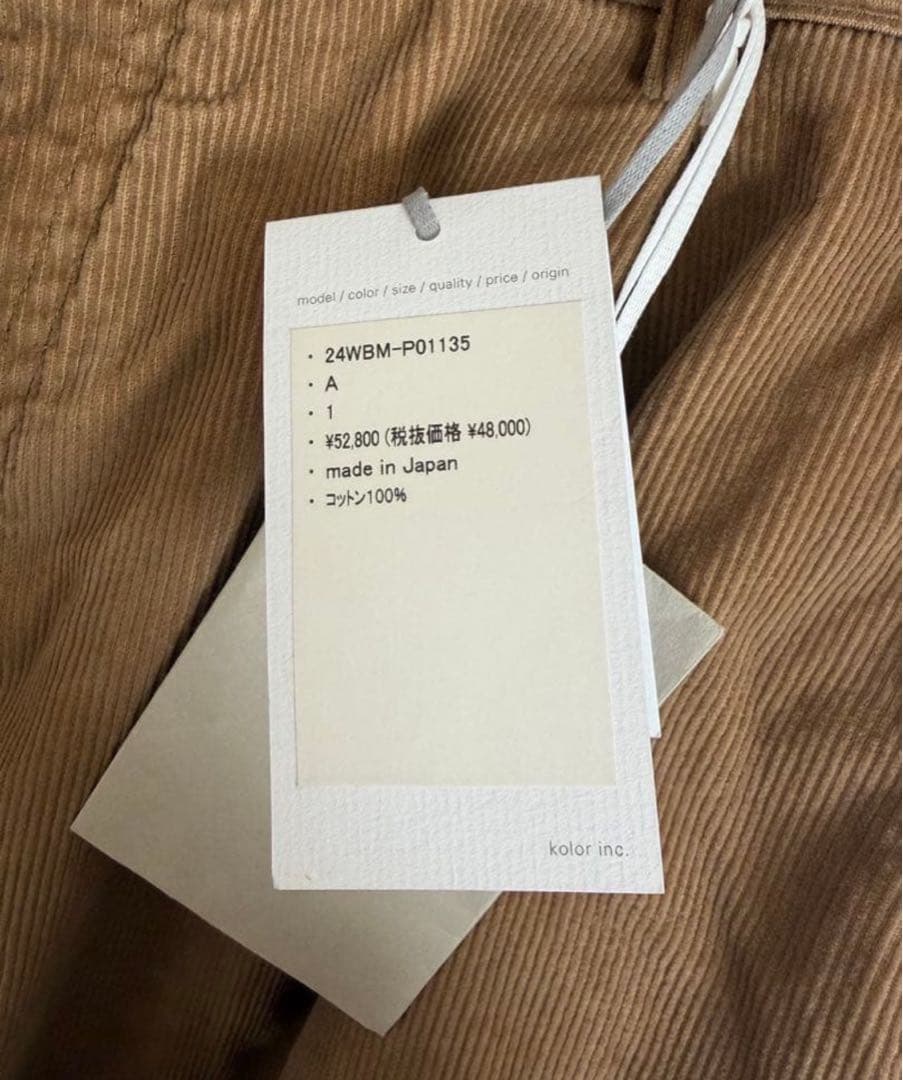 model / color / size / quality / price / origin
・ 24WBM-P01135
・ A
・ 1
・ ¥52,800 (税抜価格 ¥48,000)
・ made in Japan
・ コットン100%
kolor inc.